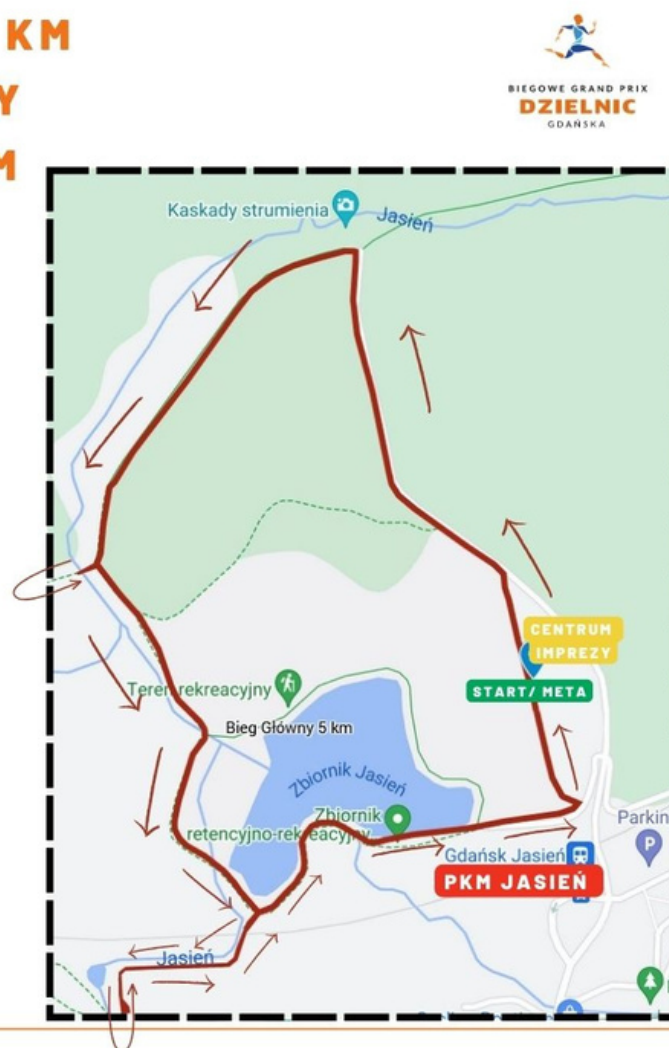 KM
Y
M
BIEGOWE GRAND PRIX
DZIELNIC
GDAŃSKA
Kaskady strumienia
Jasień
CENTRUM
IMPREZY
START/ META
Teren rekreacyjny
Bieg Główny 5 km
Zbiornik Jasień
Zbiornik
retencyjno-rekreacyjny
Parkin
P
Gdańsk Jasień
PKM JASIEŃ
Jasień